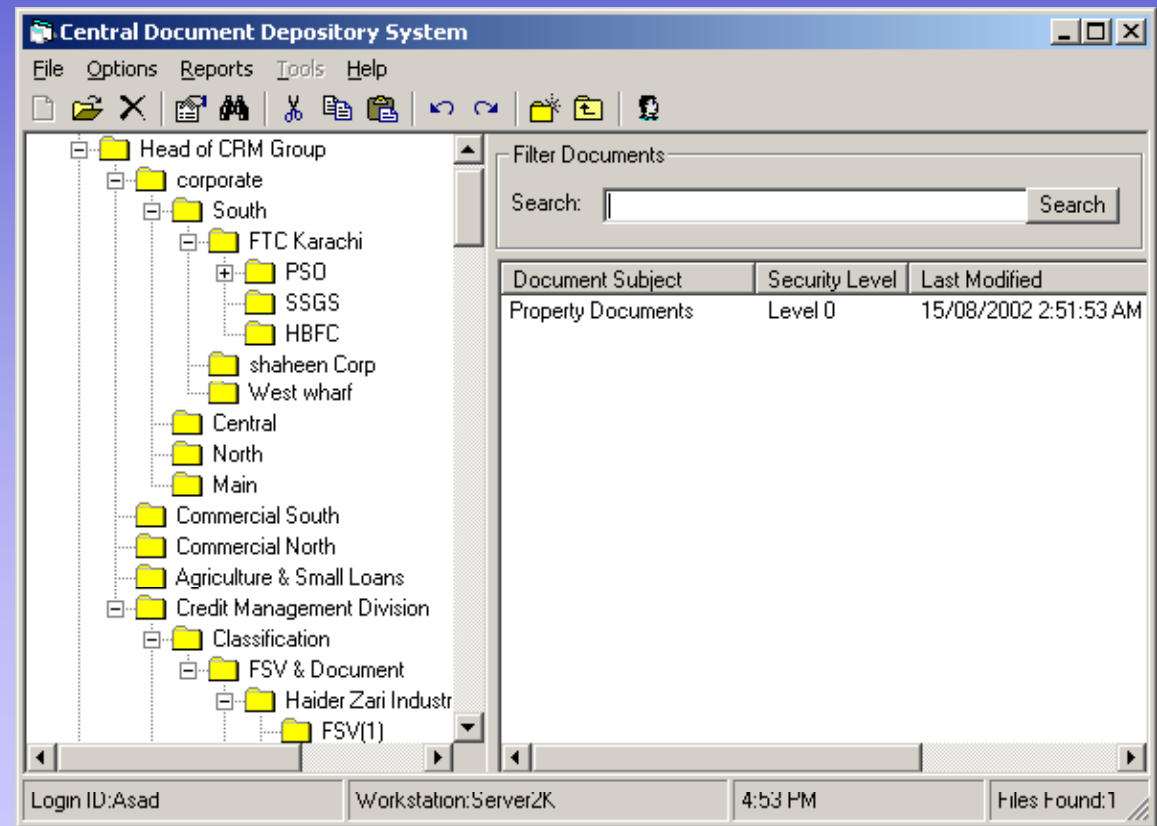 Central Document Depository System
File Options Reports Tools Help
Head of CRM Group
corporate
South
FTC Karachi
PSO
SSGS
HBFC
shaheen Corp
West wharf
Central
North
Main
Commercial South
Commercial North
Agriculture & Small Loans
Credit Management Division
Classification
FSV & Document
Haider Zari Industr
FSV(1)
Filter Documents
Search: Search
Document Subject Security Level Last Modified
Property Documents Level 0 15/08/2002 2:51:53 AM
Login ID:Asad Workstation:Server2K 4:53 PM Files Found:1